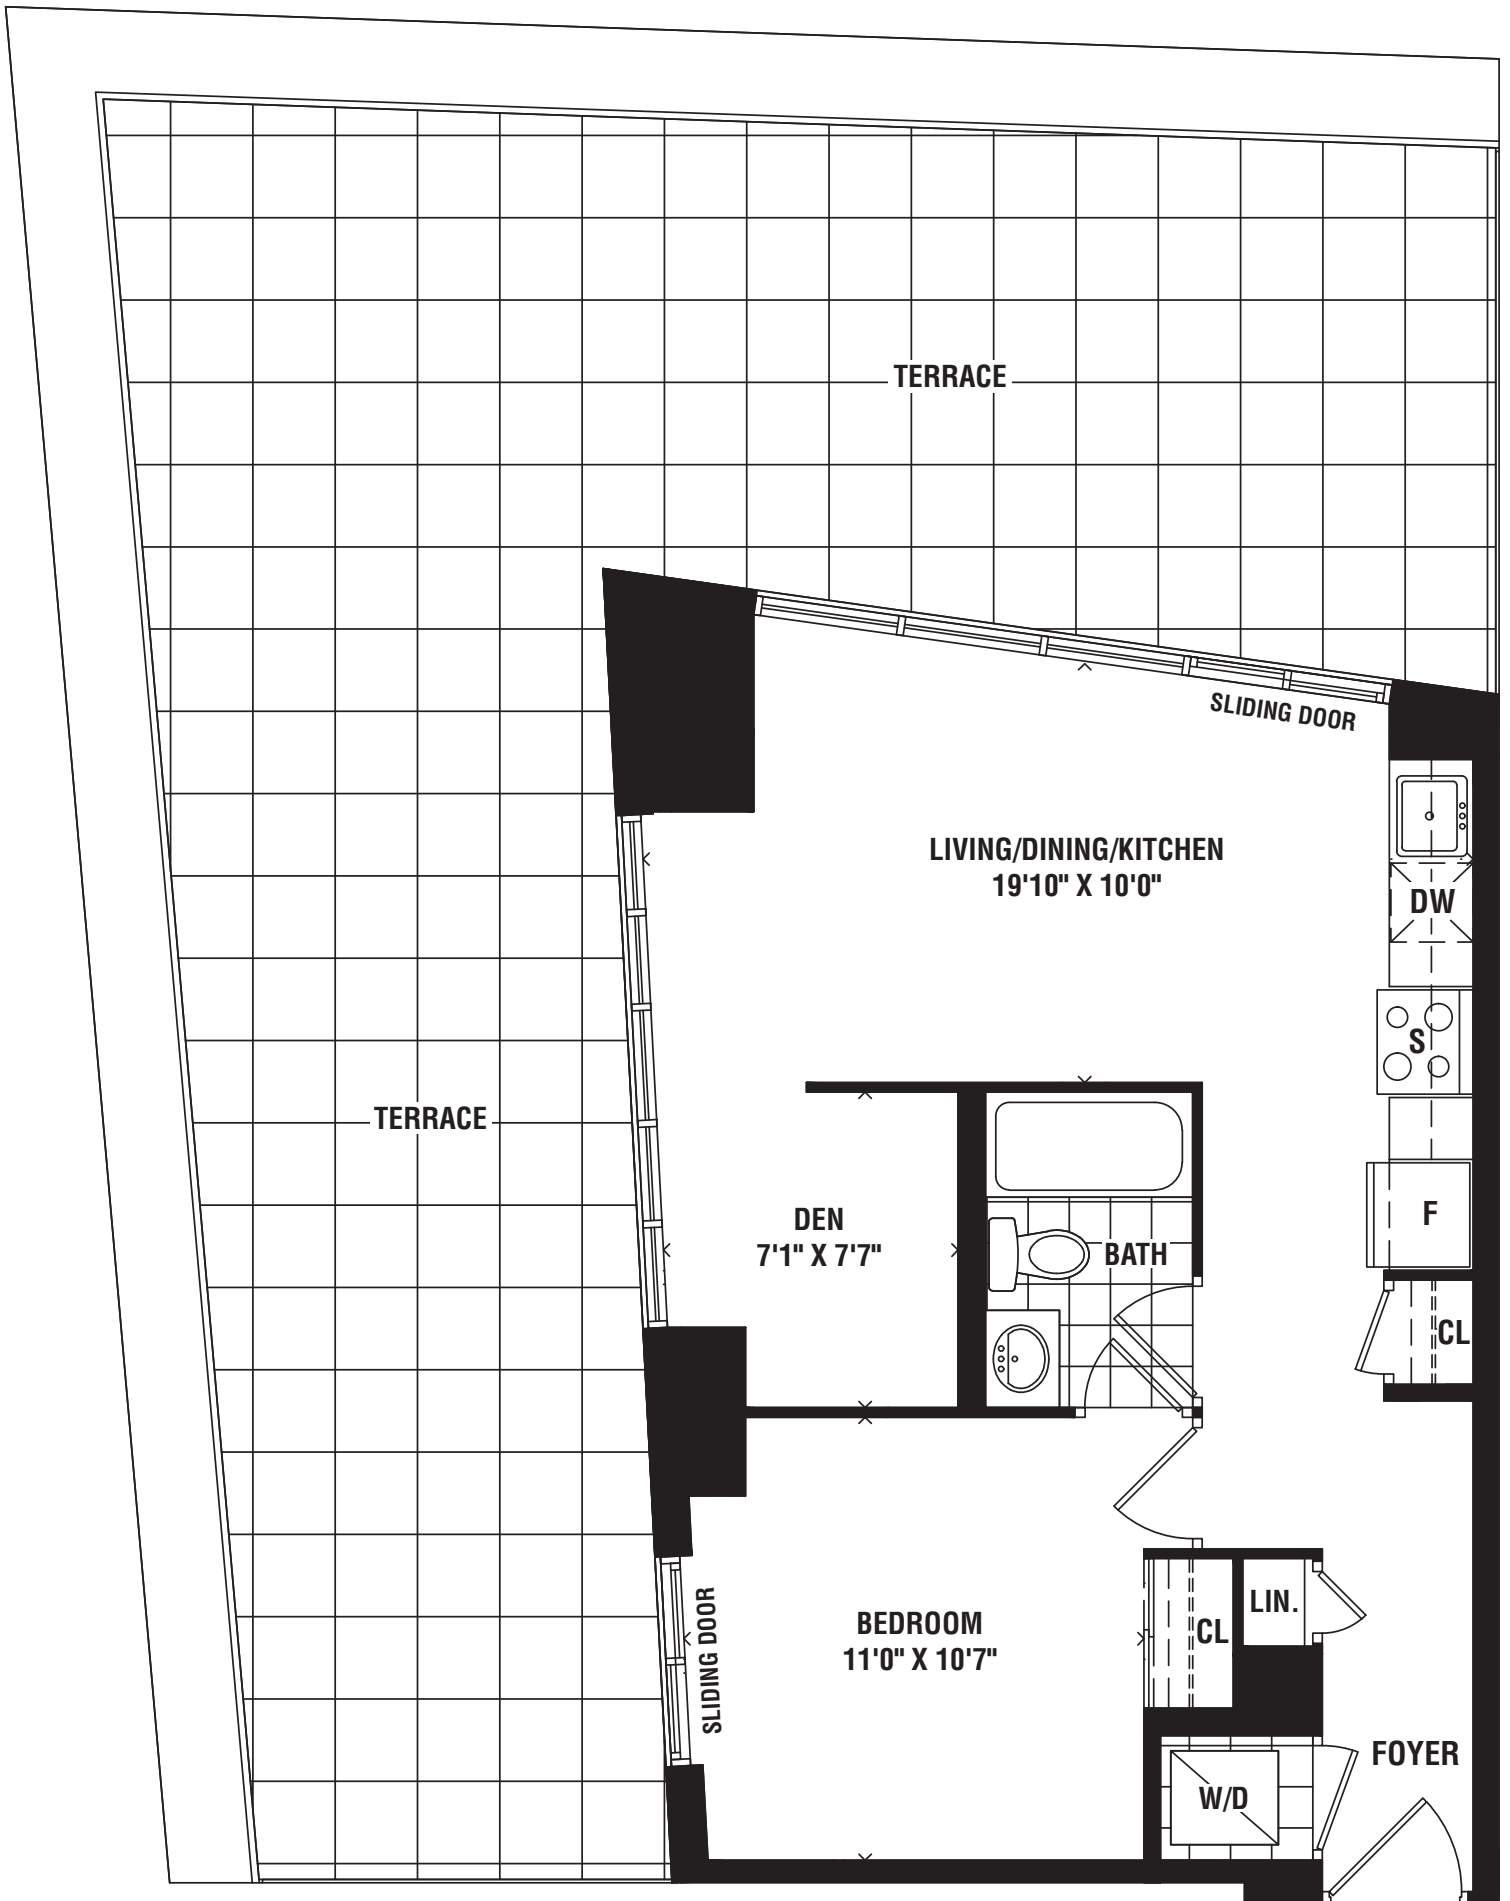 TERRACE
SLIDING DOOR
LIVING/DINING/KITCHEN
19'10" X 10'0"
DW
S
TERRACE
DEN
7'1" X 7'7"
BATH
F
CL
BEDROOM
11'0" X 10'7"
SLIDING DOOR
CL
LIN.
W/D
FOYER